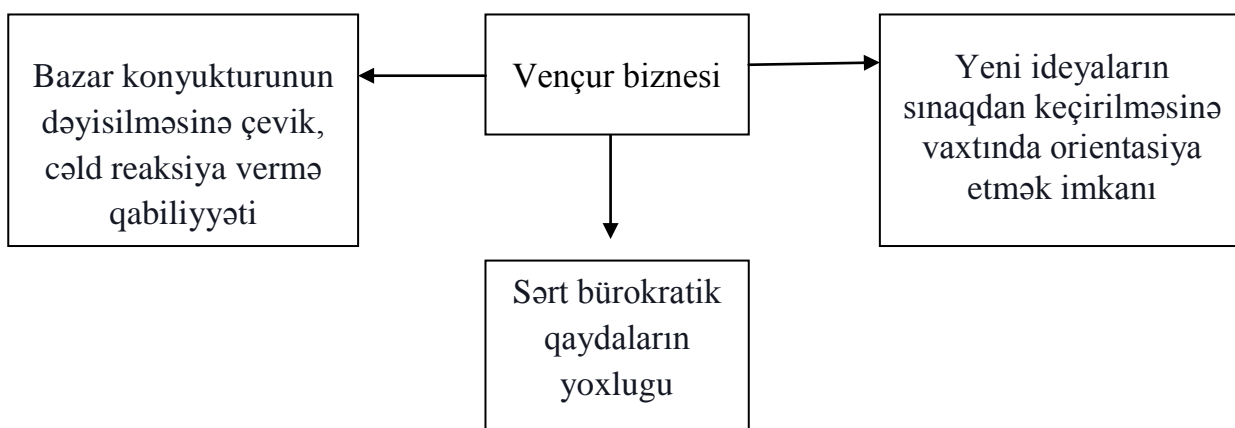 Bazar konyukturunun
dəyisilməsinə çevik,
cəld reaksiya vermə
qabiliyyəti
Vençur biznesi
Yeni ideyaların
sınaqdan keçirilməsinə
vaxtında orientasiya
etmək imkanı
Sərt bürokratik
qaydaların
yoxlugu